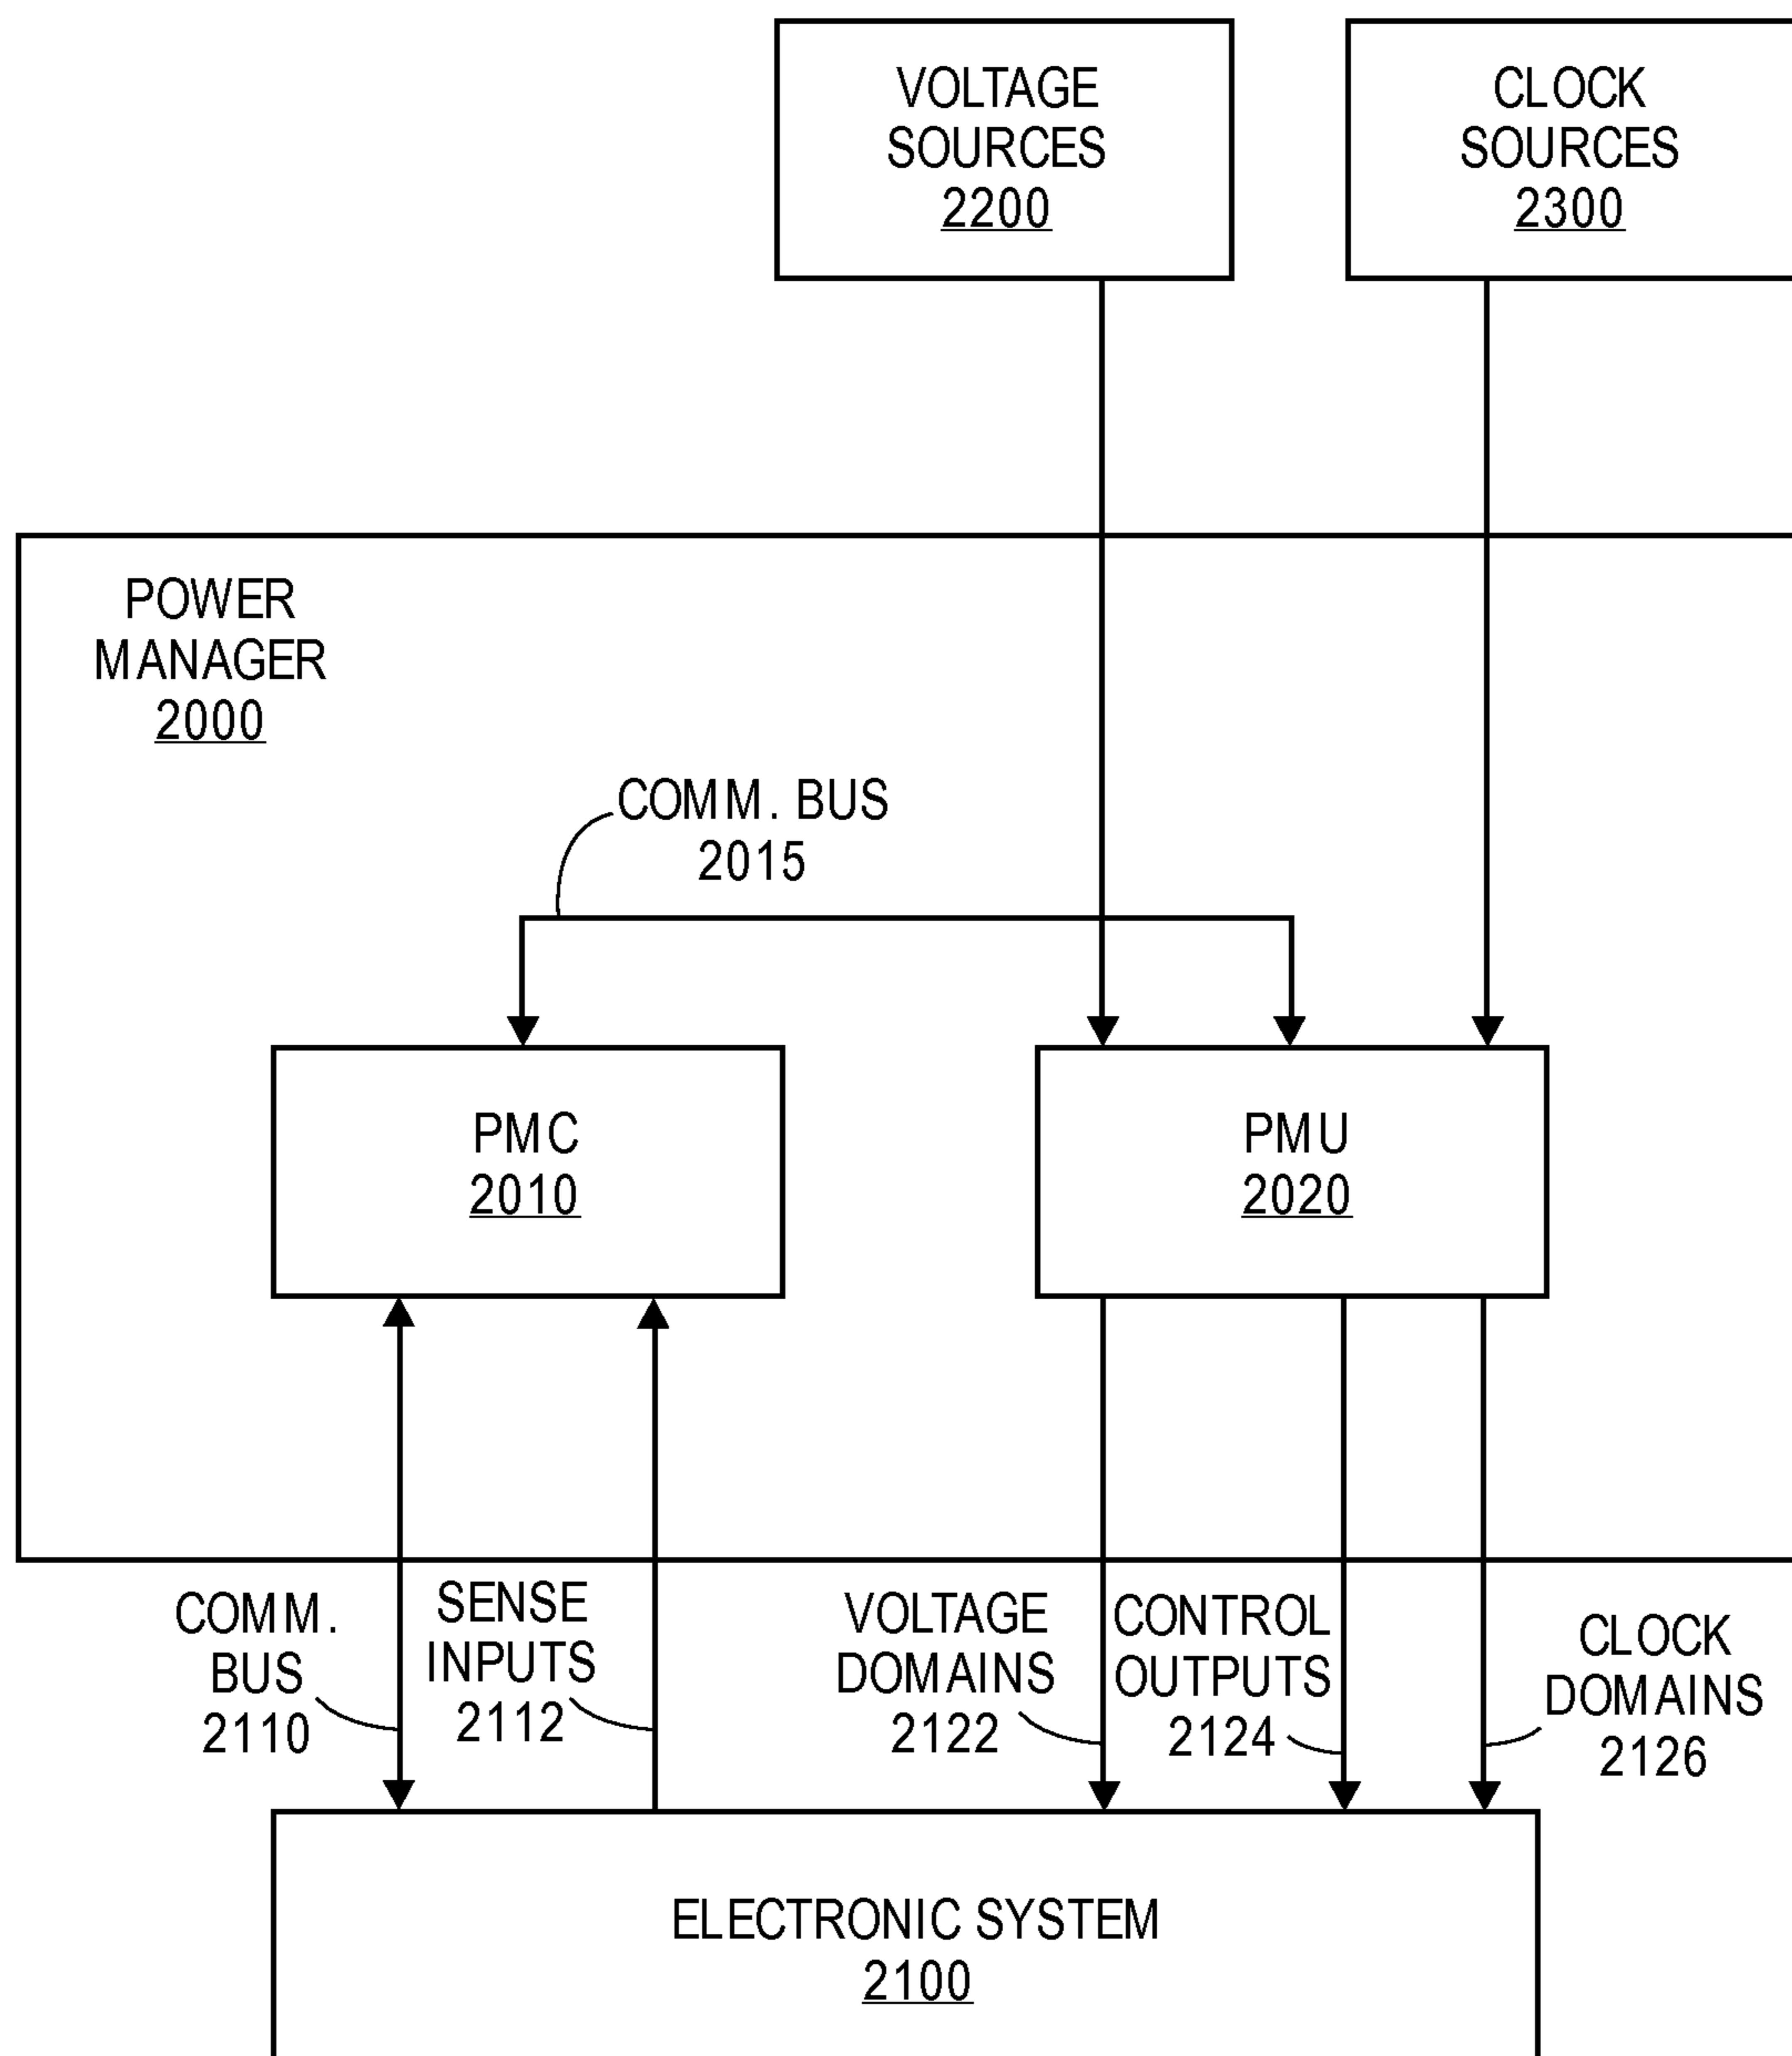 VOLTAGE
SOURCES
2200
CLOCK
SOURCES
2300
POWER
MANAGER
2000
COMM. BUS
2015
PMC
2010
PMU
2020
COMM.
BUS
2110
SENSE
INPUTS
2112
VOLTAGE
DOMAINS
2122
CONTROL
OUTPUTS
2124
CLOCK
DOMAINS
2126
ELECTRONIC SYSTEM
2100